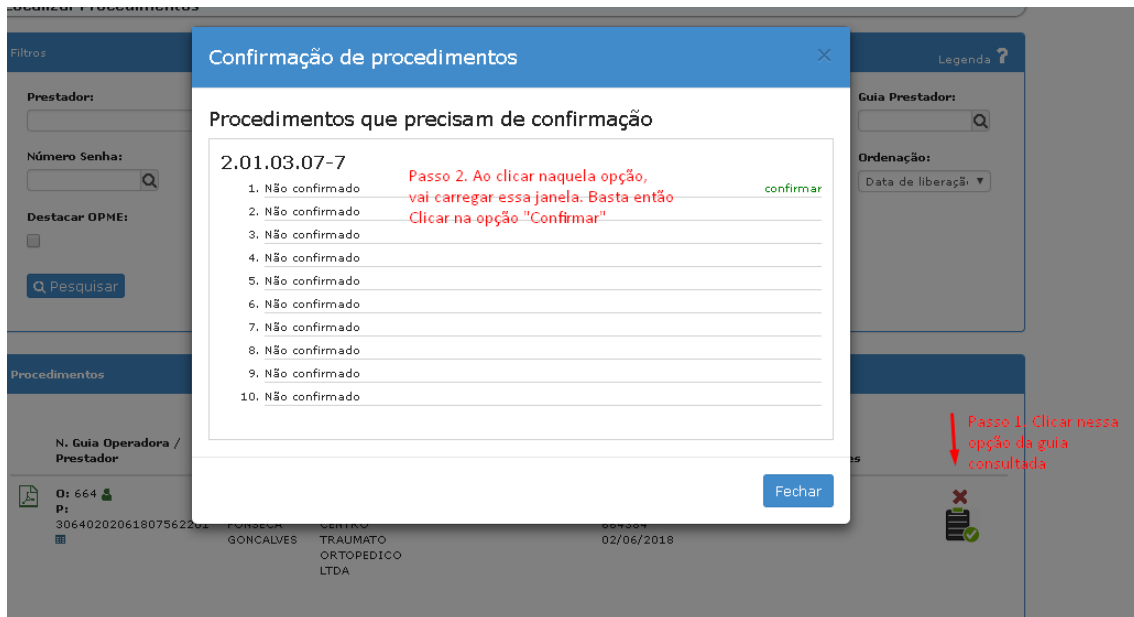 Localizar Procedimentos
Filtros
Legenda ?
Prestador:
Número Senha:
Destacar OPME:
Pesquisar
Guia Prestador:
Ordenação:
Data de liberaçã
Confirmação de procedimentos
×
Procedimentos que precisam de confirmação
2.01.03.07-7
1. Não confirmado confirmar
2. Não confirmado
3. Não confirmado
4. Não confirmado
5. Não confirmado
6. Não confirmado
7. Não confirmado
8. Não confirmado
9. Não confirmado
10. Não confirmado
Passo 2. Ao clicar naquela opção,
vai carregar essa janela. Basta então
Clicar na opção "Confirmar"
Fechar
Procedimentos
Passo 1. Clicar nessa
opção da guia
consultada
N. Guia Operadora /
Prestador
es
O: 664
P:
30640202061807562201
FONSECA
GONCALVES
CENTRO
TRAUMATO
ORTOPEDICO
LTDA
664384
02/06/2018